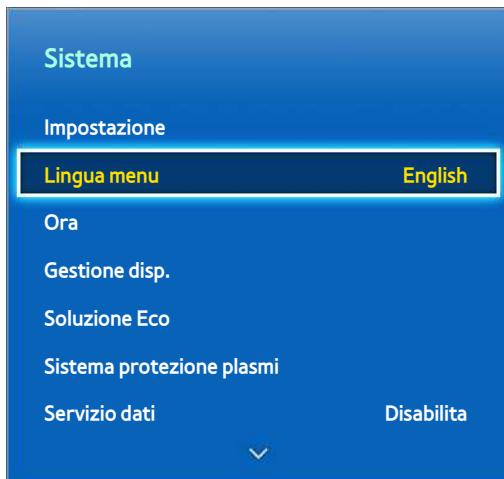 Sistema
Impostazione
Lingua menu English
Ora
Gestione disp.
Soluzione Eco
Sistema protezione plasmi
Servizio dati Disabilita